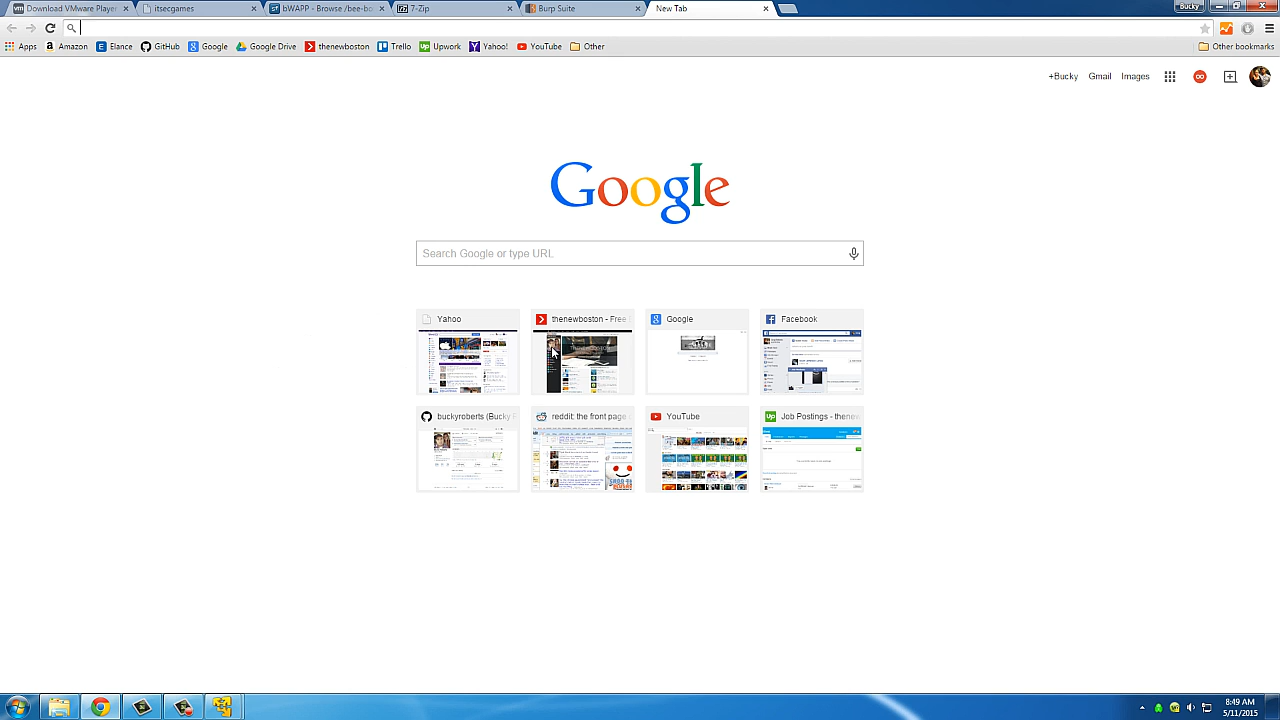 Download VMware Player
itsecgames
bWAPP - Browse /bee-bo
7-Zip
Burp Suite
New Tab
Bucky
Apps
Amazon
Elance
GitHub
Google
Google Drive
thenewboston
Trello
Upwork
Yahoo!
YouTube
Other
Other bookmarks
+Bucky
Gmail
Images
Google
Search Google or type URL
Yahoo
thenewboston - Free
Google
Facebook
buckyroberts (Bucky R
reddit: the front page
YouTube
Job Postings - thenew
8:49 AM
5/11/2015